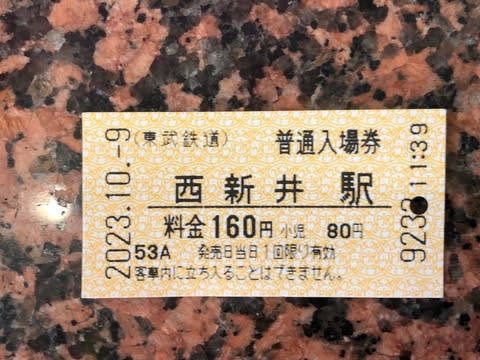 2023.10.-9
(東武鉄道)
普通入場券
西新井 駅
料金160円 小児 80円
53A 発売日当日1回限り有効
客車内に立ち入ることはできません。
11:39